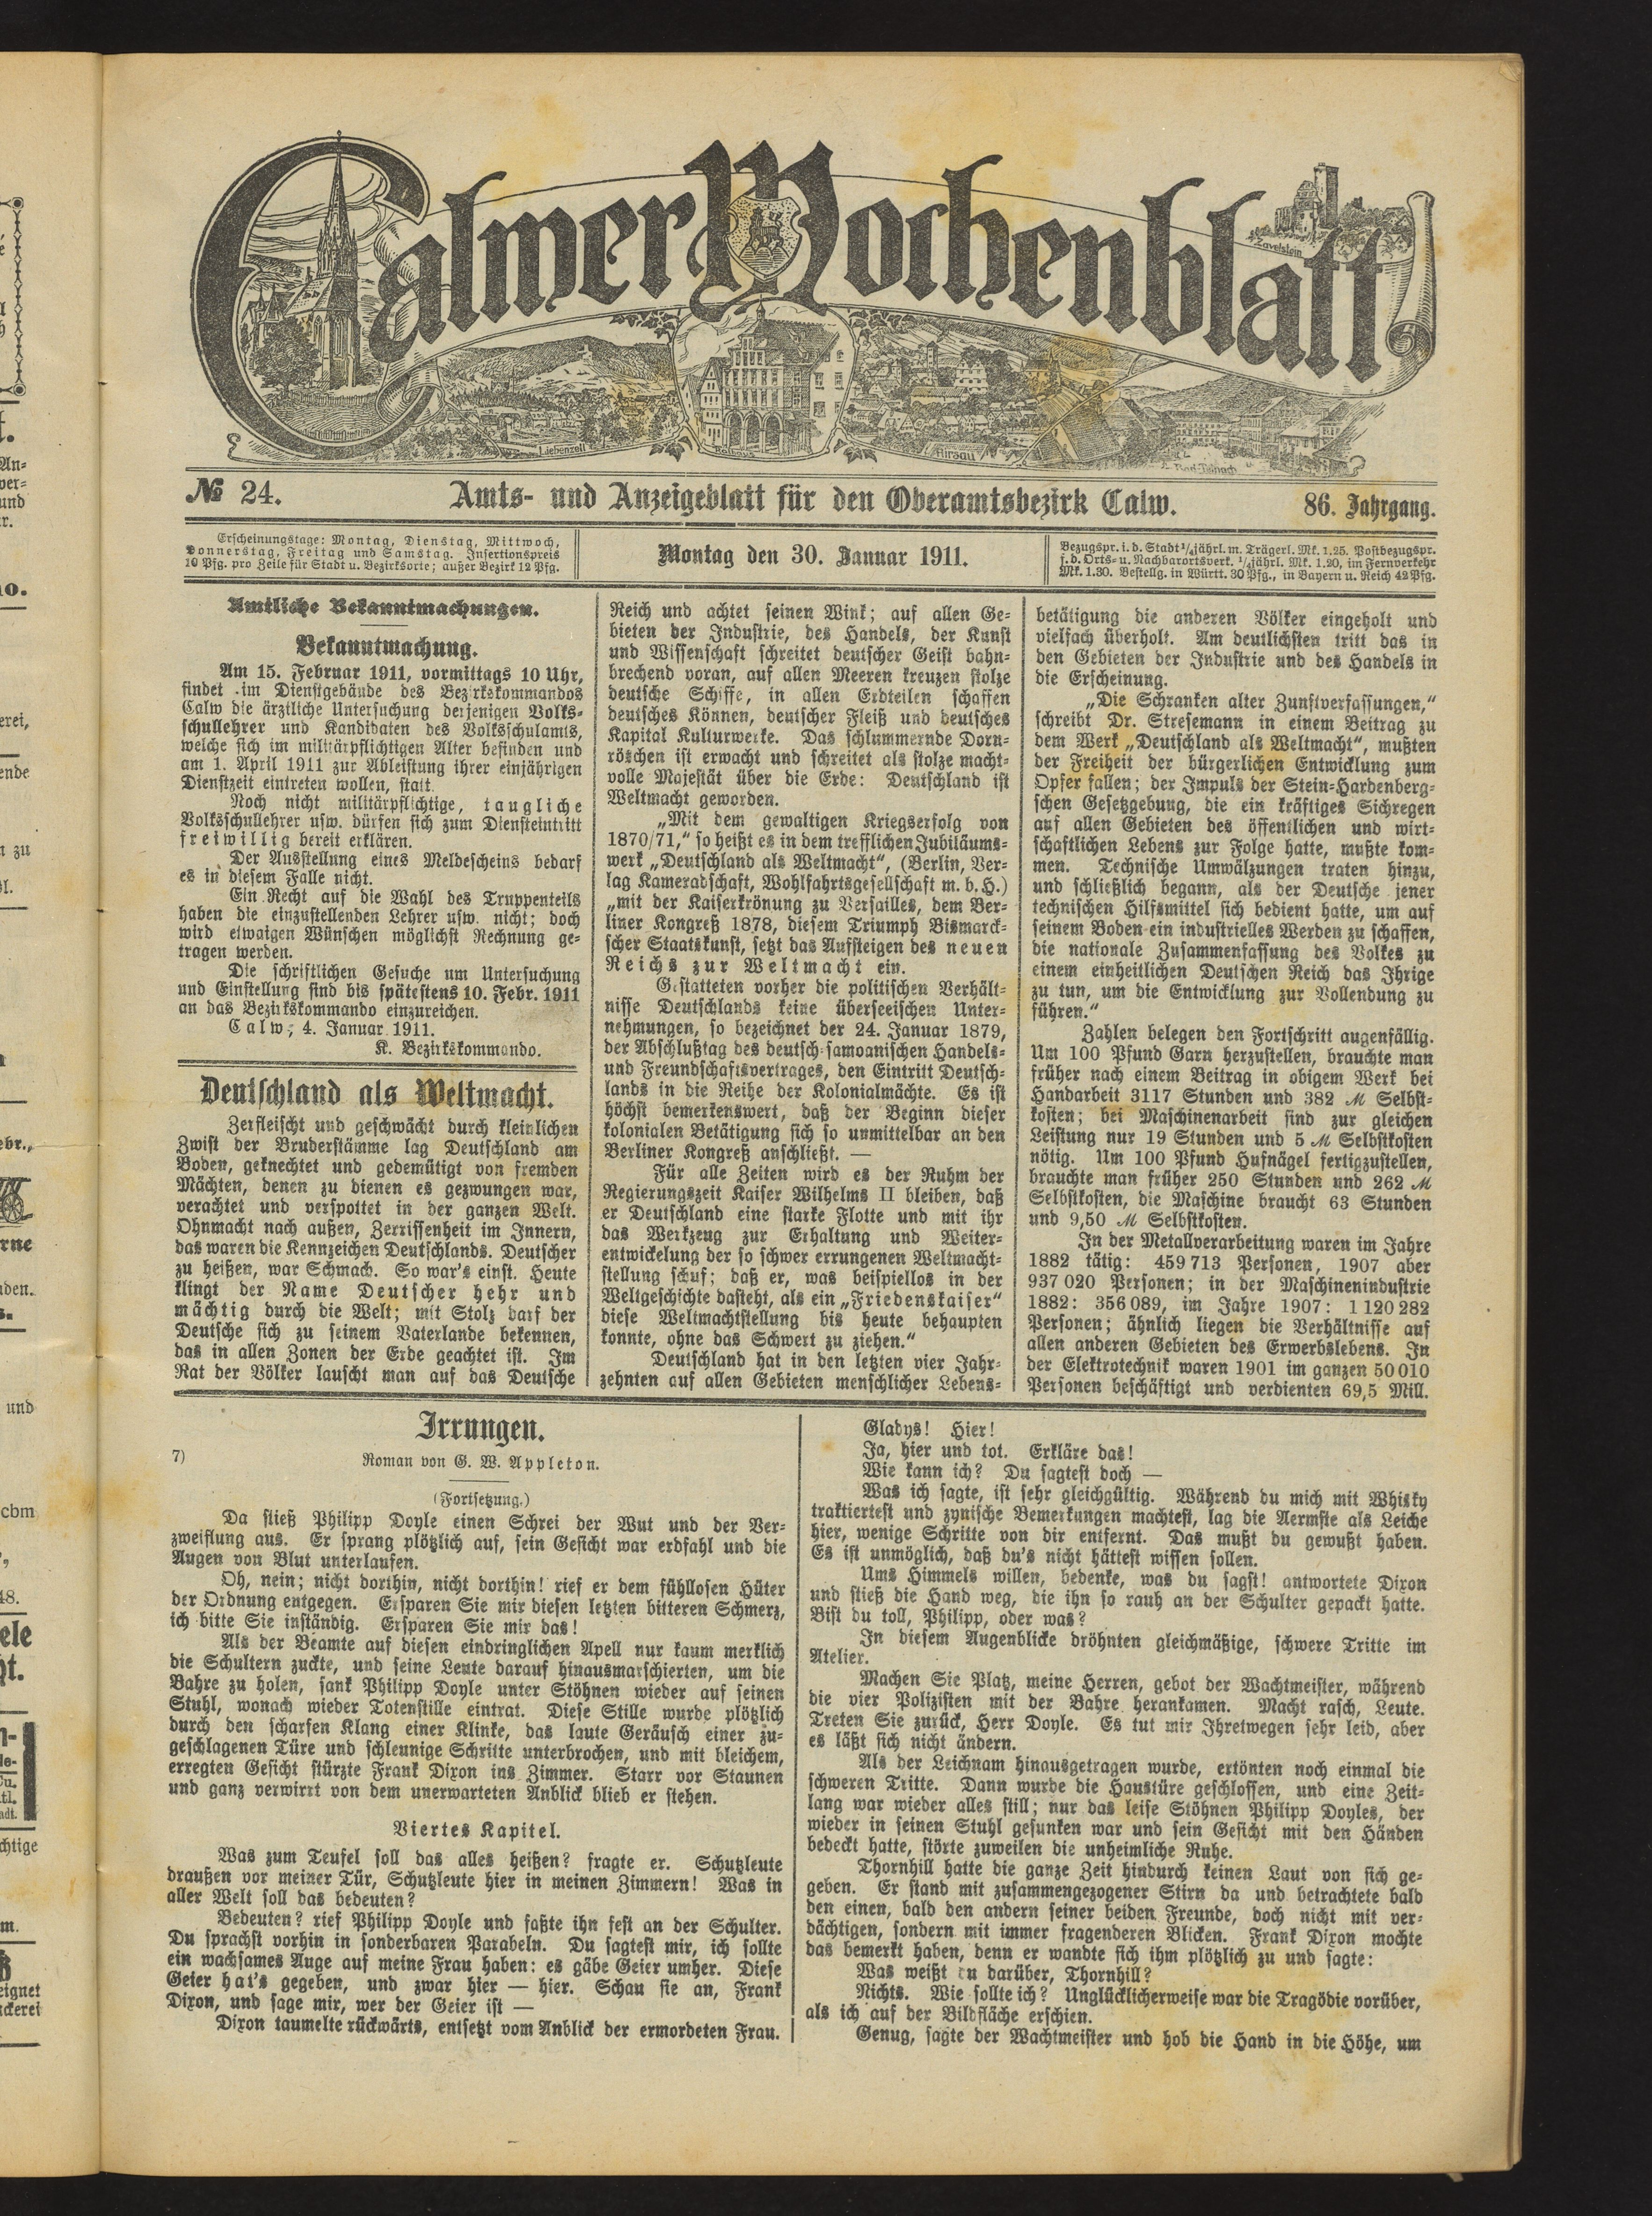 Calmer Wochenblatt
Zavelstein
Liebenzell
Rathaus
Hirsau
№ 24.
Amts- und Anzeigeblatt für den Oberamtsbezirk Calw.
86. Jahrgang.
Erscheinungstage: Montag, Dienstag, Mittwoch,
Donnerstag, Freitag und Samstag. Insertionspreis
10 Pfg. pro Zeile für Stadt u. Bezirksorte; außer Bezirk 12 Pfg.
Montag den 30. Januar 1911.
Bezugspr. i. d. Stadt ¼jährl. m. Trägerl. Mk. 1.25. Postbezugspr.
f. d. Orts- u. Nachbarortsverk. ¼jährl. Mk. 1.20, im Fernverkehr
Mk. 1.30. Bestellg. in Württ. 30 Pfg., in Bayern u. Reich 42 Pfg.
Amtliche Bekanntmachungen.
Bekanntmachung.
Am 15. Februar 1911, vormittags 10 Uhr,
findet im Dienstgebäude des Bezirkskommandos
Calw die ärztliche Untersuchung derjenigen Volks-
schullehrer und Kandidaten des Volksschulamts,
welche sich im militärpflichtigen Alter befinden und
am 1. April 1911 zur Ableistung ihrer einjährigen
Dienstzeit eintreten wollen, statt.
Noch nicht militärpflichtige, taugliche
Volksschullehrer usw. dürfen sich zum Diensteintritt
freiwillig bereit erklären.
Der Ausstellung eines Meldescheins bedarf
es in diesem Falle nicht.
Ein Recht auf die Wahl des Truppenteils
haben die einzustellenden Lehrer usw. nicht; doch
wird etwaigen Wünschen möglichst Rechnung ge-
tragen werden.
Die schriftlichen Gesuche um Untersuchung
und Einstellung sind bis spätestens 10. Febr. 1911
an das Bezirkskommando einzureichen.
Calw, 4. Januar 1911.
K. Bezirkskommando.
Deutschland als Weltmacht.
Zerfleischt und geschwächt durch kleinlichen
Zwist der Bruderstämme lag Deutschland am
Boden, geknechtet und gedemütigt von fremden
Mächten, denen zu dienen es gezwungen war,
verachtet und verspottet in der ganzen Welt.
Ohnmacht nach außen, Zerrissenheit im Innern,
das waren die Kennzeichen Deutschlands. Deutscher
zu heißen, war Schmach. So war's einst. Heute
klingt der Name Deutscher hehr und
mächtig durch die Welt; mit Stolz darf der
Deutsche sich zu seinem Vaterlande bekennen,
das in allen Zonen der Erde geachtet ist. Im
Rat der Völker lauscht man auf das Deutsche
Reich und achtet seinen Wink; auf allen Ge-
bieten der Industrie, des Handels, der Kunst
und Wissenschaft schreitet deutscher Geist bahn-
brechend voran, auf allen Meeren kreuzen stolze
deutsche Schiffe, in allen Erdteilen schaffen
deutsches Können, deutscher Fleiß und deutsches
Kapital Kulturwerke. Das schlummernde Dorn-
röschen ist erwacht und schreitet als stolze macht-
volle Majestät über die Erde: Deutschland ist
Weltmacht geworden.
„Mit dem gewaltigen Kriegserfolg von
1870/71,“ so heißt es in dem trefflichen Jubiläums-
werk „Deutschland als Weltmacht“, (Berlin, Ver-
lag Kameradschaft, Wohlfahrtsgesellschaft m. b. H.)
„mit der Kaiserkrönung zu Versailles, dem Ber-
liner Kongreß 1878, diesem Triumph Bismarck-
scher Staatskunst, setzt das Aufsteigen des neuen
Reichs zur Weltmacht ein.
Gestatteten vorher die politischen Verhält-
nisse Deutschlands keine überseeischen Unter-
nehmungen, so bezeichnet der 24. Januar 1879,
der Abschlußtag des deutsch-samoanischen Handels-
und Freundschaftsvertrages, den Eintritt Deutsch-
lands in die Reihe der Kolonialmächte. Es ist
höchst bemerkenswert, daß der Beginn dieser
kolonialen Betätigung sich so unmittelbar an den
Berliner Kongreß anschließt. —
Für alle Zeiten wird es der Ruhm der
Regierungszeit Kaiser Wilhelms II bleiben, daß
er Deutschland eine starke Flotte und mit ihr
das Werkzeug zur Erhaltung und Weiter-
entwickelung der so schwer errungenen Weltmacht-
stellung schuf; daß er, was beispiellos in der
Weltgeschichte dasteht, als ein „Friedenskaiser“
diese Weltmachtstellung bis heute behaupten
konnte, ohne das Schwert zu ziehen.“
Deutschland hat in den letzten vier Jahr-
zehnten auf allen Gebieten menschlicher Lebens-
betätigung die anderen Völker eingeholt und
vielfach überholt. Am deutlichsten tritt das in
den Gebieten der Industrie und des Handels in
die Erscheinung.
„Die Schranken alter Zunftverfassungen,“
schreibt Dr. Stresemann in einem Beitrag zu
dem Werk „Deutschland als Weltmacht“, mußten
der Freiheit der bürgerlichen Entwicklung zum
Opfer fallen; der Impuls der Stein-Hardenberg-
schen Gesetzgebung, die ein kräftiges Sichregen
auf allen Gebieten des öffentlichen und wirt-
schaftlichen Lebens zur Folge hatte, mußte kom-
men. Technische Umwälzungen traten hinzu,
und schließlich begann, als der Deutsche jener
technischen Hilfsmittel sich bedient hatte, um auf
seinem Boden ein industrielles Werden zu schaffen,
die nationale Zusammenfassung des Volkes zu
einem einheitlichen Deutschen Reich das Ihrige
zu tun, um die Entwicklung zur Vollendung zu
führen.“
Zahlen belegen den Fortschritt augenfällig.
Um 100 Pfund Garn herzustellen, brauchte man
früher nach einem Beitrag in obigem Werk bei
Handarbeit 3117 Stunden und 382 ℳ Selbst-
kosten; bei Maschinenarbeit sind zur gleichen
Leistung nur 19 Stunden und 5 ℳ Selbstkosten
nötig. Um 100 Pfund Hufnägel fertigzustellen,
brauchte man früher 250 Stunden und 262 ℳ
Selbstkosten, die Maschine braucht 63 Stunden
und 9,50 ℳ Selbstkosten.
In der Metallverarbeitung waren im Jahre
1882 tätig: 459 713 Personen, 1907 aber
937 020 Personen; in der Maschinenindustrie
1882: 356 089, im Jahre 1907: 1 120 282
Personen; ähnlich liegen die Verhältnisse auf
allen anderen Gebieten des Erwerbslebens. In
der Elektrotechnik waren 1901 im ganzen 50 010
Personen beschäftigt und verdienten 69,5 Mill.
Irrungen.
7)
Roman von G. W. Appleton.
(Fortsetzung.)
Da stieß Philipp Doyle einen Schrei der Wut und der Ver-
zweiflung aus. Er sprang plötzlich auf, sein Gesicht war erdfahl und die
Augen von Blut unterlaufen.
Oh, nein; nicht dorthin, nicht dorthin! rief er dem fühllosen Hüter
der Ordnung entgegen. Ersparen Sie mir diesen letzten bitteren Schmerz,
ich bitte Sie inständig. Ersparen Sie mir das!
Als der Beamte auf diesen eindringlichen Apell nur kaum merklich
die Schultern zuckte, und seine Leute darauf hinausmarschierten, um die
Bahre zu holen, sank Philipp Doyle unter Stöhnen wieder auf seinen
Stuhl, wonach wieder Totenstille eintrat. Diese Stille wurde plötzlich
durch den scharfen Klang einer Klinke, das laute Geräusch einer zu-
geschlagenen Türe und schleunige Schritte unterbrochen, und mit bleichem,
erregten Gesicht stürzte Frank Dixon ins Zimmer. Starr vor Staunen
und ganz verwirrt von dem unerwarteten Anblick blieb er stehen.
Viertes Kapitel.
Was zum Teufel soll das alles heißen? fragte er. Schutzleute
draußen vor meiner Tür, Schutzleute hier in meinen Zimmern! Was in
aller Welt soll das bedeuten?
Bedeuten? rief Philipp Doyle und faßte ihn fest an der Schulter.
Du sprachst vorhin in sonderbaren Parabeln. Du sagtest mir, ich sollte
ein wachsames Auge auf meine Frau haben: es gäbe Geier umher. Diese
Geier hat's gegeben, und zwar hier — hier. Schau sie an, Frank
Dixon, und sage mir, wer der Geier ist —
Dixon taumelte rückwärts, entsetzt vom Anblick der ermordeten Frau.
Gladys! Hier!
Ja, hier und tot. Erkläre das!
Wie kann ich? Du sagtest doch —
Was ich sagte, ist sehr gleichgültig. Während du mich mit Whisky
traktiertest und zynische Bemerkungen machtest, lag die Aermste als Leiche
hier, wenige Schritte von dir entfernt. Das mußt du gewußt haben.
Es ist unmöglich, daß du's nicht hättest wissen sollen.
Ums Himmels willen, bedenke, was du sagst! antwortete Dixon
und stieß die Hand weg, die ihn so rauh an der Schulter gepackt hatte.
Bist du toll, Philipp, oder was?
In diesem Augenblicke dröhnten gleichmäßige, schwere Tritte im
Atelier.
Machen Sie Platz, meine Herren, gebot der Wachtmeister, während
die vier Polizisten mit der Bahre herankamen. Macht rasch, Leute.
Treten Sie zurück, Herr Doyle. Es tut mir Ihretwegen sehr leid, aber
es läßt sich nicht ändern.
Als der Leichnam hinausgetragen wurde, ertönten noch einmal die
schweren Tritte. Dann wurde die Haustüre geschlossen, und eine Zeit-
lang war wieder alles still; nur das leise Stöhnen Philipp Doyles, der
wieder in seinen Stuhl gesunken war und sein Gesicht mit den Händen
bedeckt hatte, störte zuweilen die unheimliche Ruhe.
Thornhill hatte die ganze Zeit hindurch keinen Laut von sich ge-
geben. Er stand mit zusammengezogener Stirn da und betrachtete bald
den einen, bald den andern seiner beiden Freunde, doch nicht mit ver-
dächtigen, sondern mit immer fragenderen Blicken. Frank Dixon mochte
das bemerkt haben, denn er wandte sich ihm plötzlich zu und sagte:
Was weißt du darüber, Thornhill?
Nichts. Wie sollte ich? Unglücklicherweise war die Tragödie vorüber,
als ich auf der Bildfläche erschien.
Genug, sagte der Wachtmeister und hob die Hand in die Höhe, um